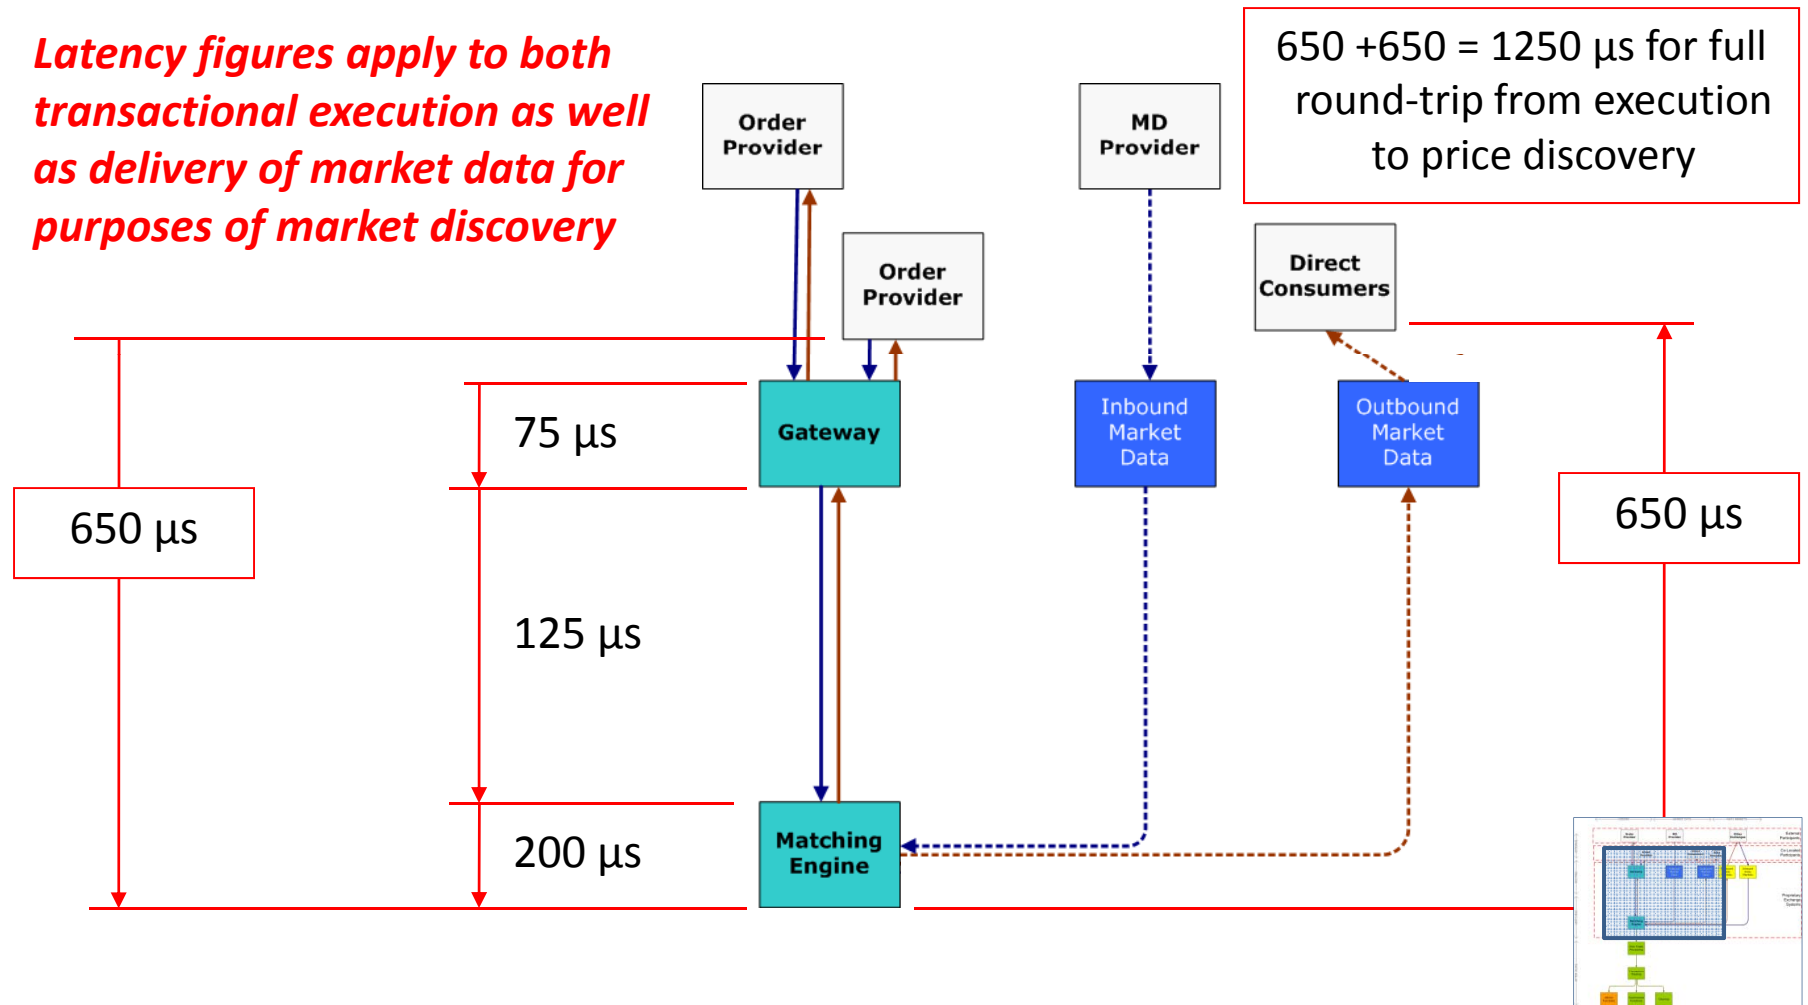 Latency figures apply to both
transactional execution as well
as delivery of market data for
purposes of market discovery
650 +650 = 1250 µs for full
round-trip from execution
to price discovery
Order
Provider
MD
Provider
Order
Provider
Direct
Consumers
75 µs
Gateway
Inbound
Market
Data
Outbound
Market
Data
650 µs
650 µs
125 µs
200 µs
Matching
Engine